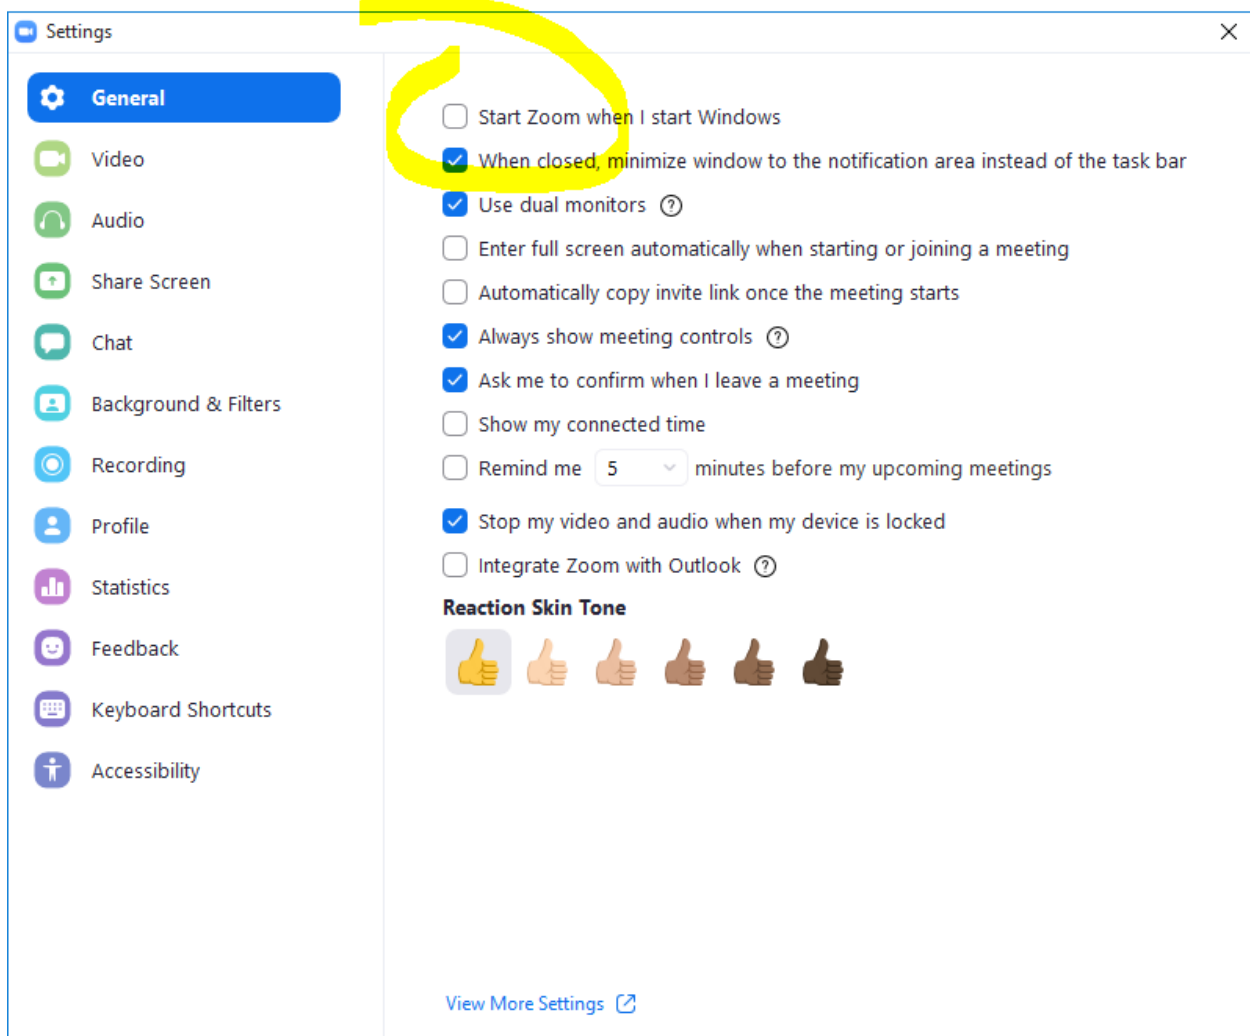 Settings
General
Video
Audio
Share Screen
Chat
Background & Filters
Recording
Profile
Statistics
Feedback
Keyboard Shortcuts
Accessibility
Start Zoom when I start Windows
When closed, minimize window to the notification area instead of the task bar
Use dual monitors ?
Enter full screen automatically when starting or joining a meeting
Automatically copy invite link once the meeting starts
Always show meeting controls ?
Ask me to confirm when I leave a meeting
Show my connected time
Remind me 5 minutes before my upcoming meetings
Stop my video and audio when my device is locked
Integrate Zoom with Outlook ?
Reaction Skin Tone
View More Settings